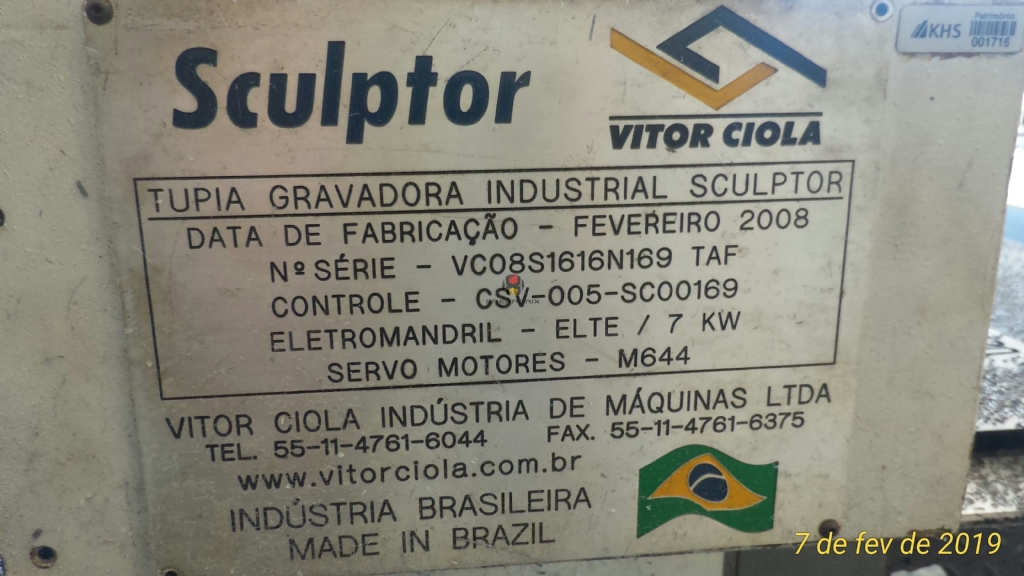 Sculptor
VITOR CIOLA
Patrimônio
KHS
001716
TUPIA GRAVADORA INDUSTRIAL SCULPTOR
DATA DE FABRICAÇÃO - FEVEREIRO 2008
Nº SÉRIE - VC08S1616N169 TAF
CONTROLE - CSV-005-SC00169
ELETROMANDRIL - ELTE / 7 KW
SERVO MOTORES - M644
VITOR CIOLA INDÚSTRIA DE MÁQUINAS LTDA
TEL. 55-11-4761-6044 FAX. 55-11-4761-6375
www.vitorciola.com.br
INDÚSTRIA BRASILEIRA
MADE IN BRAZIL
7 de fev de 2019